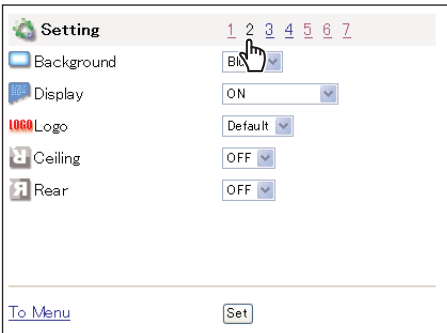 Setting 1 2 3 4 5 6 7
Background
Display ON
LOGO Logo Default
Ceiling OFF
Rear OFF
To Menu Set